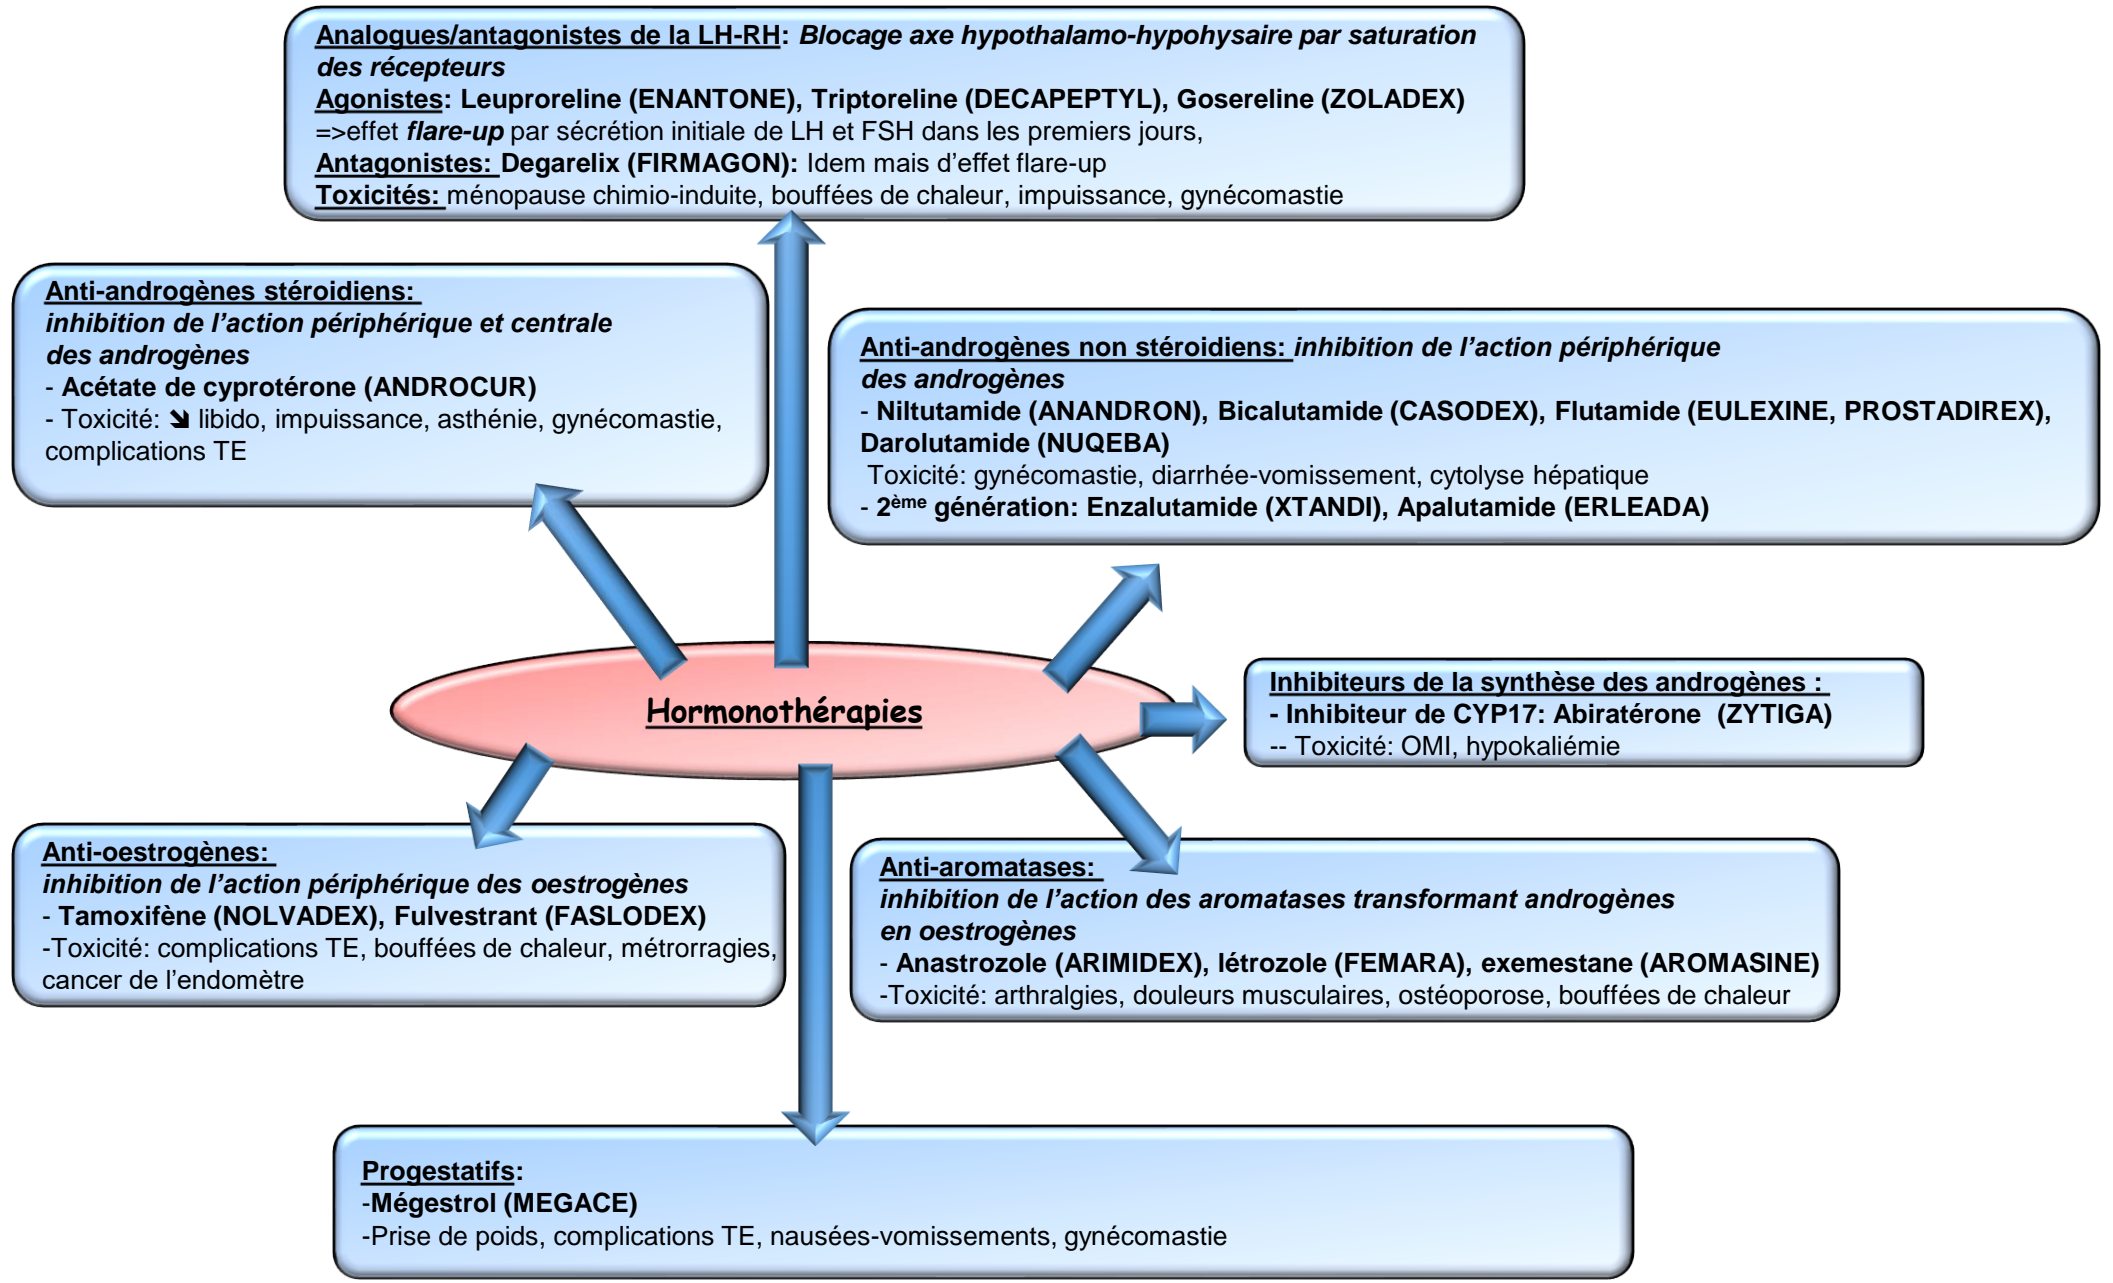 Analogues/antagonistes de la LH-RH: Blocage axe hypothalamo-hypohysaire par saturation
des récepteurs
Agonistes: Leuproreline (ENANTONE), Triptoreline (DECAPEPTYL), Gosereline (ZOLADEX)
=>effet flare-up par sécrétion initiale de LH et FSH dans les premiers jours,
Antagonistes: Degarelix (FIRMAGON): Idem mais d'effet flare-up
Toxicités: ménopause chimio-induite, bouffées de chaleur, impuissance, gynécomastie
Anti-androgènes stéroidiens:
inhibition de l'action périphérique et centrale
des androgènes
- Acétate de cyprotérone (ANDROCUR)
- Toxicité: ➘ libido, impuissance, asthénie, gynécomastie,
complications TE
Anti-androgènes non stéroidiens: inhibition de l'action périphérique
des androgènes
- Niltutamide (ANANDRON), Bicalutamide (CASODEX), Flutamide (EULEXINE, PROSTADIREX),
Darolutamide (NUQEBA)
Toxicité: gynécomastie, diarrhée-vomissement, cytolyse hépatique
- 2ème génération: Enzalutamide (XTANDI), Apalutamide (ERLEADA)
Hormonothérapies
Inhibiteurs de la synthèse des androgènes :
- Inhibiteur de CYP17: Abiratérone (ZYTIGA)
-- Toxicité: OMI, hypokaliémie
Anti-oestrogènes:
inhibition de l'action périphérique des oestrogènes
- Tamoxifène (NOLVADEX), Fulvestrant (FASLODEX)
-Toxicité: complications TE, bouffées de chaleur, métrorragies,
cancer de l'endomètre
Anti-aromatases:
inhibition de l'action des aromatases transformant androgènes
en oestrogènes
- Anastrozole (ARIMIDEX), létrozole (FEMARA), exemestane (AROMASINE)
-Toxicité: arthralgies, douleurs musculaires, ostéoporose, bouffées de chaleur
Progestatifs:
-Mégestrol (MEGACE)
-Prise de poids, complications TE, nausées-vomissements, gynécomastie